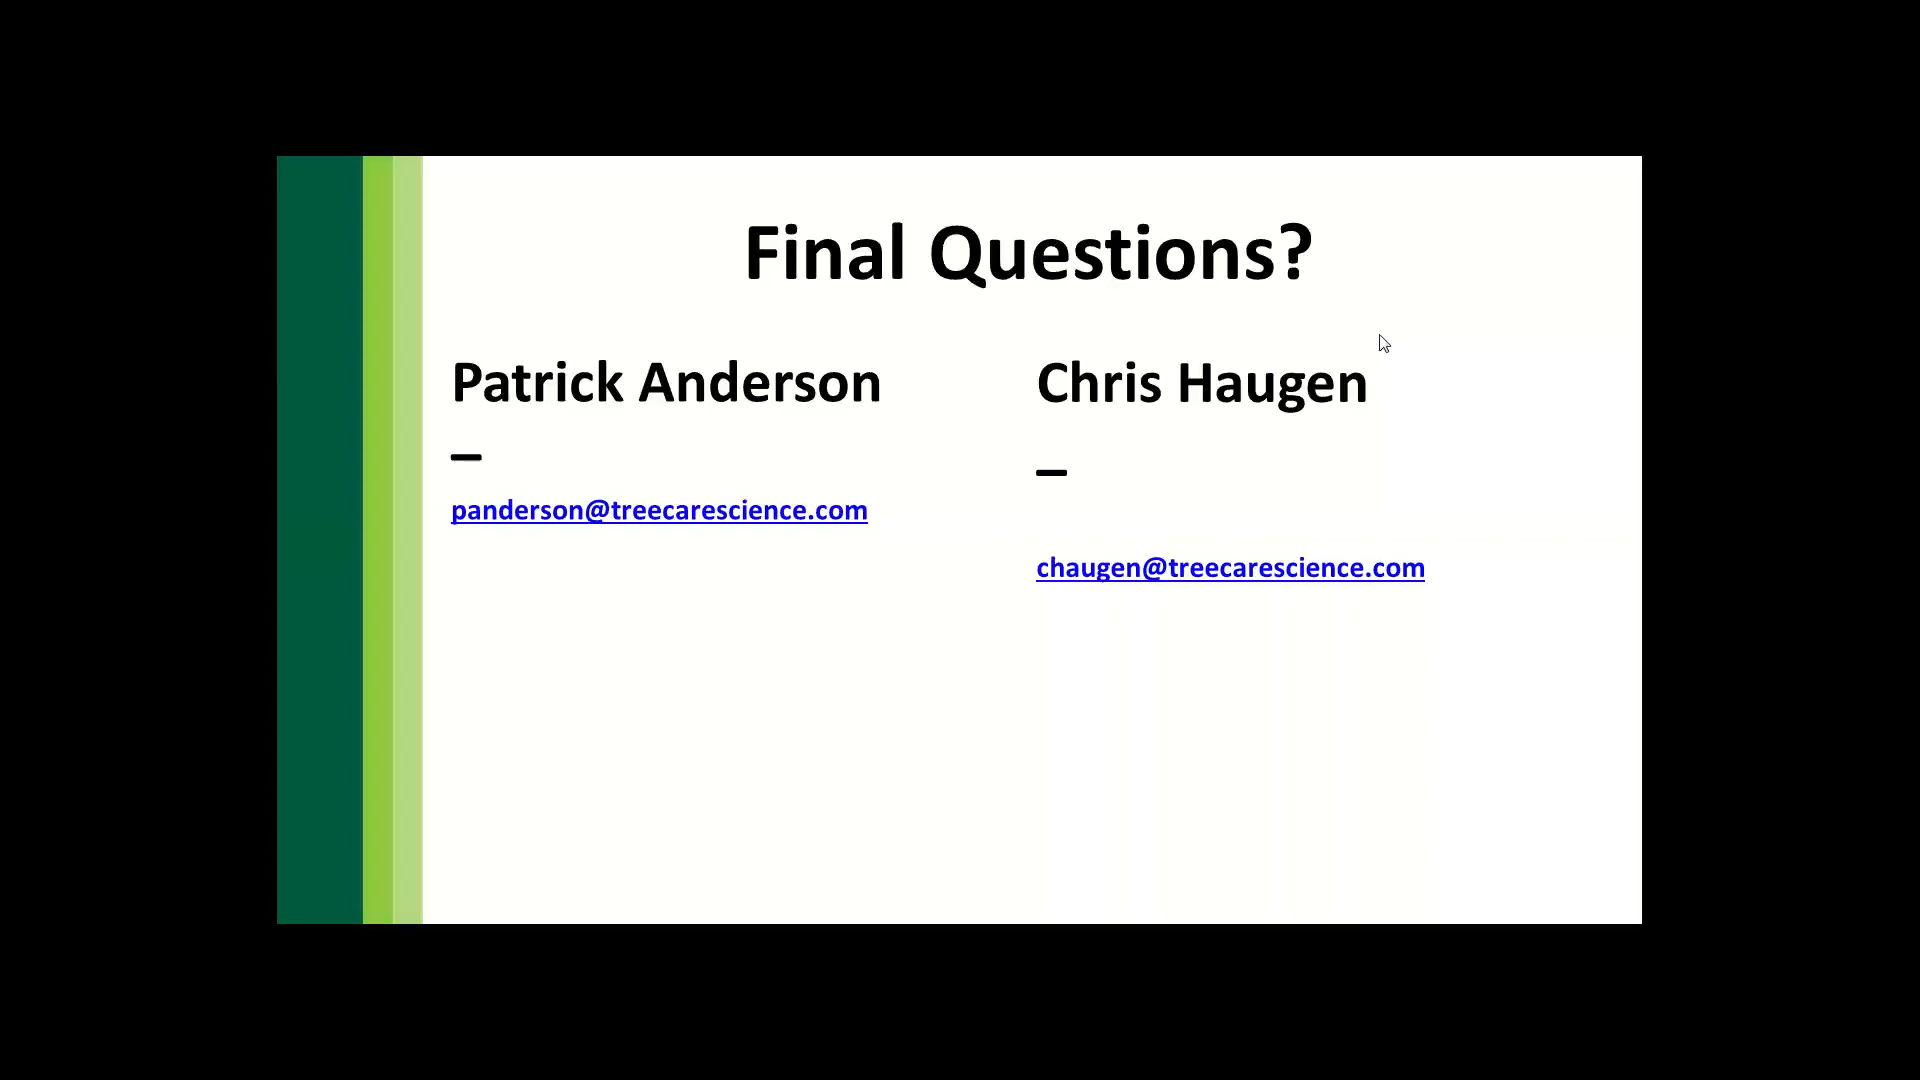 Final Questions?
Patrick Anderson
–
panderson@treecarescience.com
Chris Haugen
–
chaugen@treecarescience.com